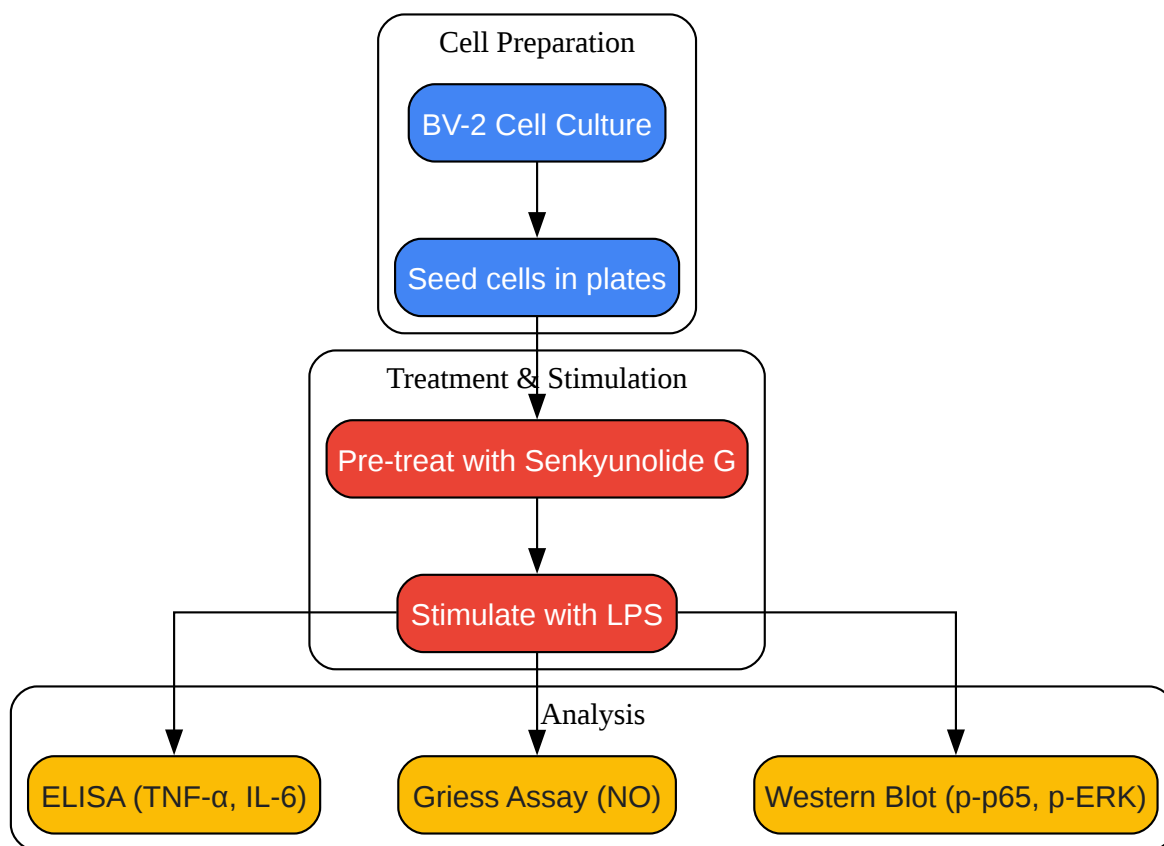 Cell Preparation
BV-2 Cell Culture
Seed cells in plates
Treatment & Stimulation
Pre-treat with Senkyunolide G
Stimulate with LPS
Analysis
ELISA (TNF-α, IL-6)
Griess Assay (NO)
Western Blot (p-p65, p-ERK)